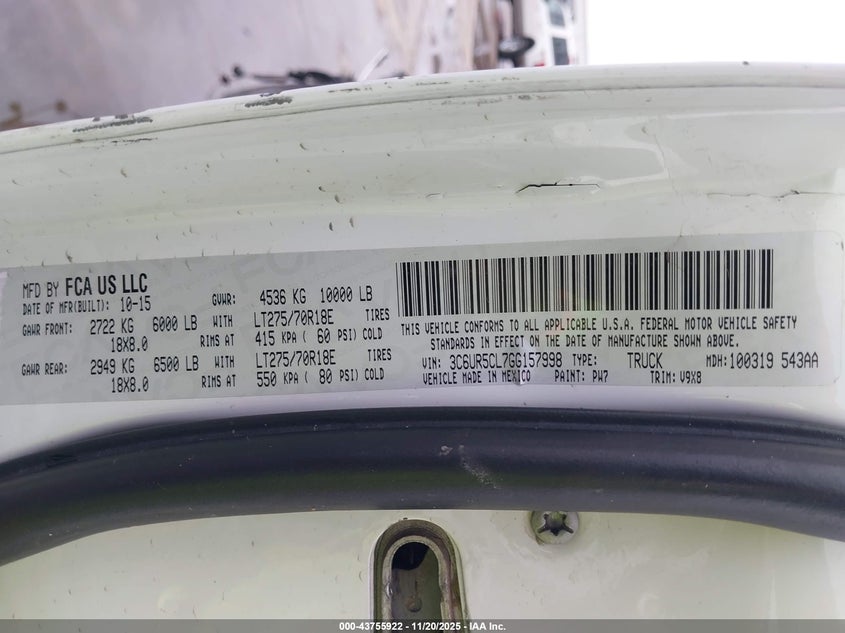 MFD BY FCA US LLC
DATE OF MFR(BUILT): 10-15 GVWR: 4536 KG 10000 LB
GAWR FRONT: 2722 KG 6000 LB WITH LT275/70R18E TIRES
18X8.0 RIMS AT 415 KPA ( 60 PSI) COLD
GAWR REAR: 2949 KG 6500 LB WITH LT275/70R18E TIRES
18X8.0 RIMS AT 550 KPA ( 80 PSI) COLD
THIS VEHICLE CONFORMS TO ALL APPLICABLE U.S.A. FEDERAL MOTOR VEHICLE SAFETY
STANDARDS IN EFFECT ON THE DATE OF MANUFACTURE SHOWN ABOVE.
VIN: 3C6UR5CL7GG157998 TYPE: TRUCK MDH: 100319 543AA
VEHICLE MADE IN MEXICO PAINT: PW7 TRIM: V9X8
000-43755922 - 11/20/2025 - IAA Inc.